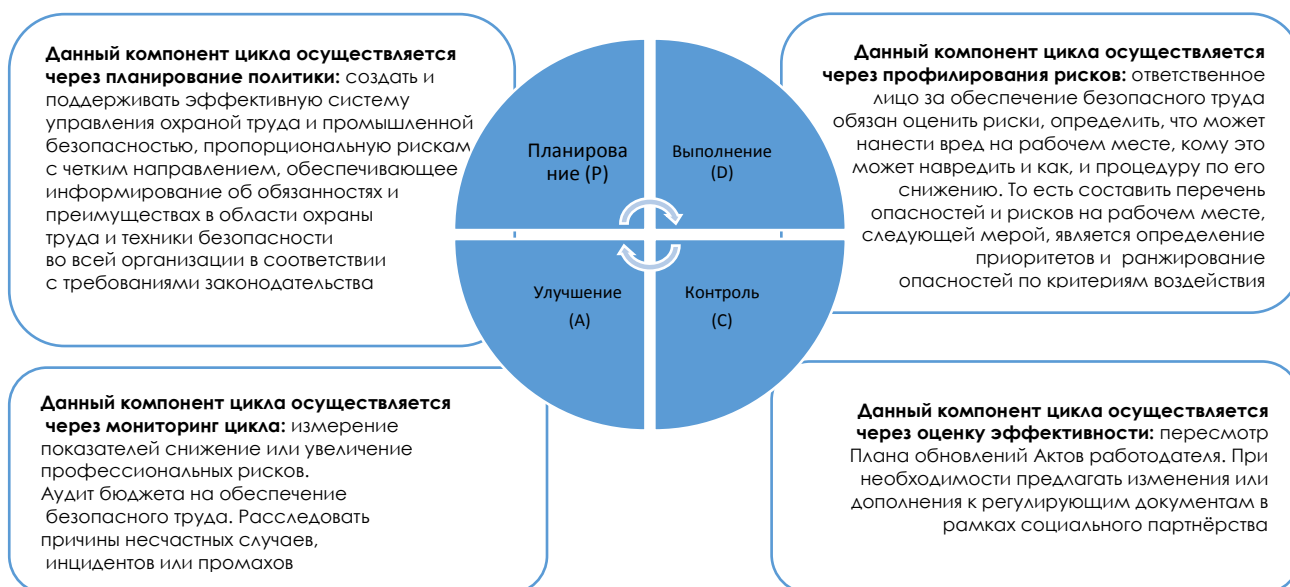 Данный компонент цикла осуществляется
через планирование политики: создать и
поддерживать эффективную систему
управления охраной труда и промышленной
безопасностью, пропорциональную рискам
с четким направлением, обеспечивающее
информирование об обязанностях и
преимуществах в области охраны
труда и техники безопасности
во всей организации в соответствии
с требованиями законодательства
Планирова
ние (P)
Выполнение
(D)
Данный компонент цикла осуществляется
через профилирования рисков: ответственное
лицо за обеспечение безопасного труда
обязан оценить риски, определить, что может
нанести вред на рабочем месте, кому это
может навредить и как, и процедуру по его
снижению. То есть составить перечень
опасностей и рисков на рабочем месте,
следующей мерой, является определение
приоритетов и ранжирование
опасностей по критериям воздействия
Улучшение
(A)
Контроль
(C)
Данный компонент цикла осуществляется
через мониторинг цикла: измерение
показателей снижение или увеличение
профессиональных рисков.
Аудит бюджета на обеспечение
безопасного труда. Расследовать
причины несчастных случаев,
инцидентов или промахов
Данный компонент цикла осуществляется
через оценку эффективности: пересмотр
Плана обновлений Актов работодателя. При
необходимости предлагать изменения или
дополнения к регулирующим документам в
рамках социального партнёрства